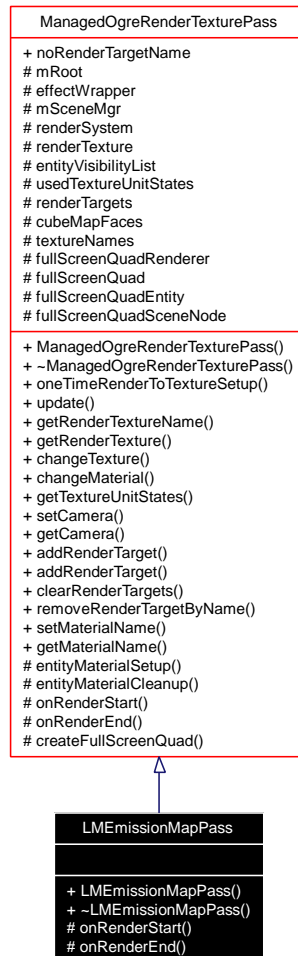 ManagedOgreRenderTexturePass
+ noRenderTargetName
# mRoot
# effectWrapper
# mSceneMgr
# renderSystem
# renderTexture
# entityVisibilityList
# usedTextureUnitStates
# renderTargets
# cubeMapFaces
# textureNames
# fullScreenQuadRenderer
# fullScreenQuad
# fullScreenQuadEntity
# fullScreenQuadSceneNode
+ ManagedOgreRenderTexturePass()
+ ~ManagedOgreRenderTexturePass()
+ oneTimeRenderToTextureSetup()
+ update()
+ getRenderTextureName()
+ getRenderTexture()
+ changeTexture()
+ changeMaterial()
+ getTextureUnitStates()
+ setCamera()
+ getCamera()
+ addRenderTarget()
+ addRenderTarget()
+ clearRenderTargets()
+ removeRenderTargetByName()
+ setMaterialName()
+ getMaterialName()
# entityMaterialSetup()
# entityMaterialCleanup()
# onRenderStart()
# onRenderEnd()
# createFullScreenQuad()
LMEmissionMapPass
+ LMEmissionMapPass()
+ ~LMEmissionMapPass()
# onRenderStart()
# onRenderEnd()